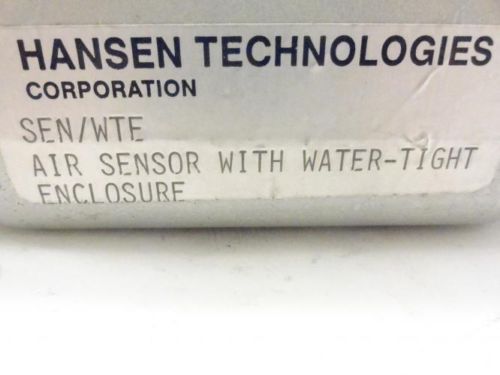 HANSEN TECHNOLOGIES
CORPORATION
SEN/WTE
AIR SENSOR WITH WATER-TIGHT
ENCLOSURE